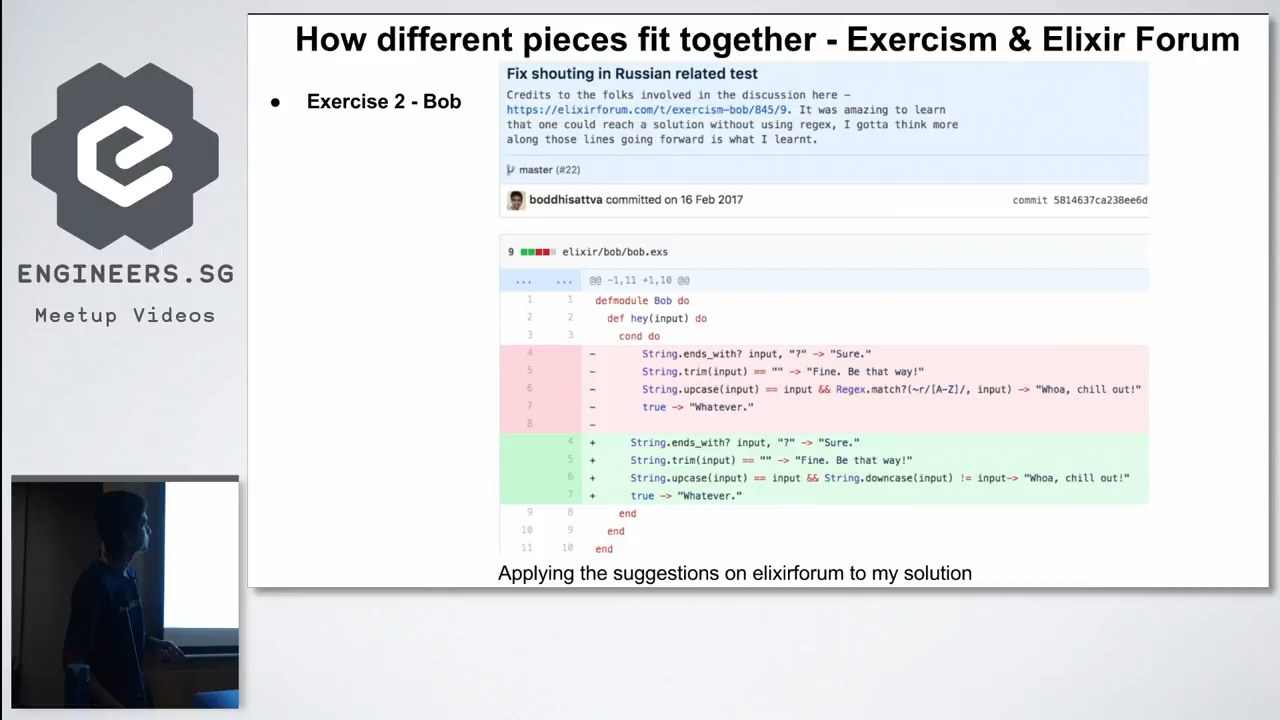 How different pieces fit together - Exercism & Elixir Forum
● Exercise 2 - Bob
Fix shouting in Russian related test
Credits to the folks involved in the discussion here –
https://elixirforum.com/t/exercism-bob/845/9. It was amazing to learn
that one could reach a solution without using regex, I gotta think more
along those lines going forward is what I learnt.
master (#22)
boddhisattva committed on 16 Feb 2017 commit 5814637ca238ee6d
9 elixir/bob/bob.exs
... ... @@ -1,11 +1,10 @@
1 1 defmodule Bob do
2 2 def hey(input) do
3 3 cond do
4 - String.ends_with? input, "?" -> "Sure."
5 - String.trim(input) == "" -> "Fine. Be that way!"
6 - String.upcase(input) == input && Regex.match?(~r/[A-Z]/, input) -> "Whoa, chill out!"
7 - true -> "Whatever."
8 -
4 + String.ends_with? input, "?" -> "Sure."
5 + String.trim(input) == "" -> "Fine. Be that way!"
6 + String.upcase(input) == input && String.downcase(input) != input-> "Whoa, chill out!"
7 + true -> "Whatever."
9 8 end
10 9 end
11 10 end
Applying the suggestions on elixirforum to my solution
ENGINEERS.SG
Meetup Videos